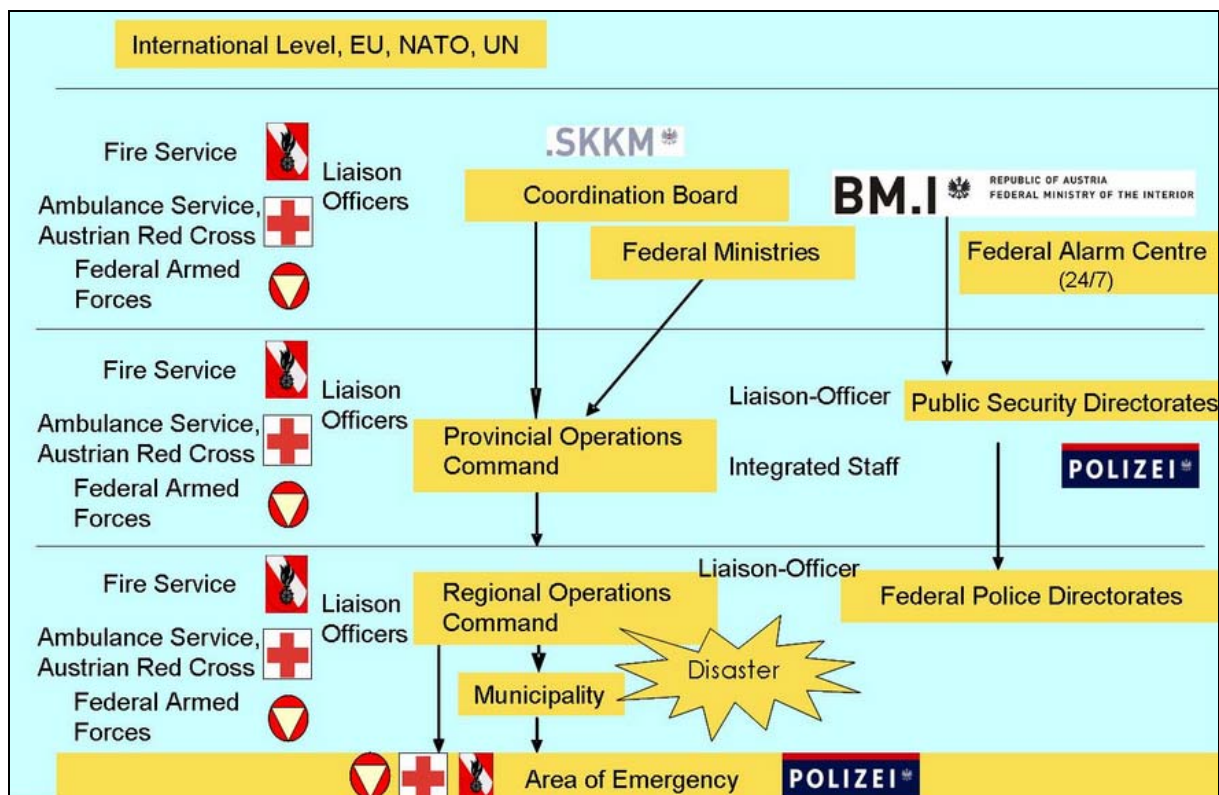 International Level, EU, NATO, UN
Fire Service
Liaison
Officers
Ambulance Service,
Austrian Red Cross
Federal Armed
Forces
.SKKM
Coordination Board
Federal Ministries
BM.I
REPUBLIC OF AUSTRIA
FEDERAL MINISTRY OF THE INTERIOR
Federal Alarm Centre
(24/7)
Fire Service
Liaison
Officers
Ambulance Service,
Austrian Red Cross
Federal Armed
Forces
Provincial Operations
Command
Liaison-Officer
Integrated Staff
Public Security Directorates
POLIZEI
Fire Service
Liaison
Officers
Ambulance Service,
Austrian Red Cross
Federal Armed
Forces
Regional Operations
Command
Liaison-Officer
Federal Police Directorates
Disaster
Municipality
Area of Emergency
POLIZEI